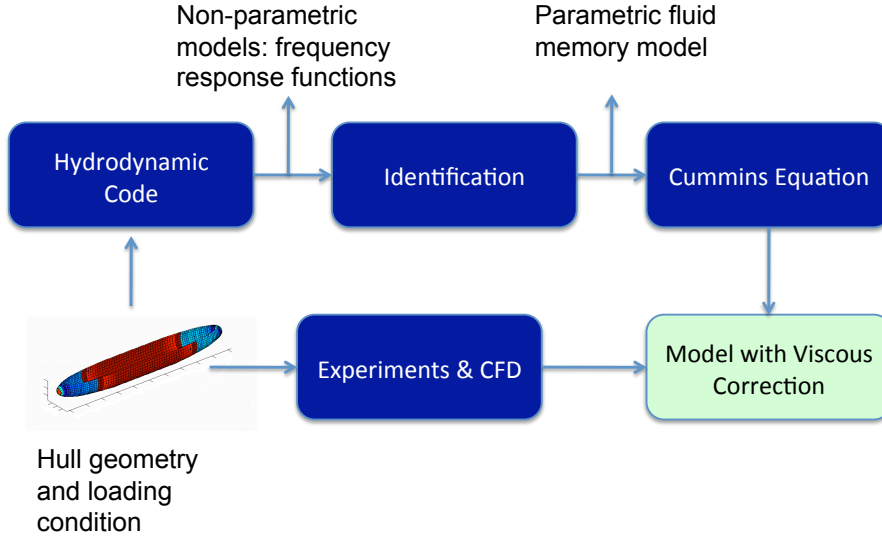 Non-parametric
models: frequency
response functions
Parametric fluid
memory model
Hydrodynamic
Code
Identification
Cummins Equation
Experiments & CFD
Model with Viscous
Correction
Hull geometry
and loading
condition